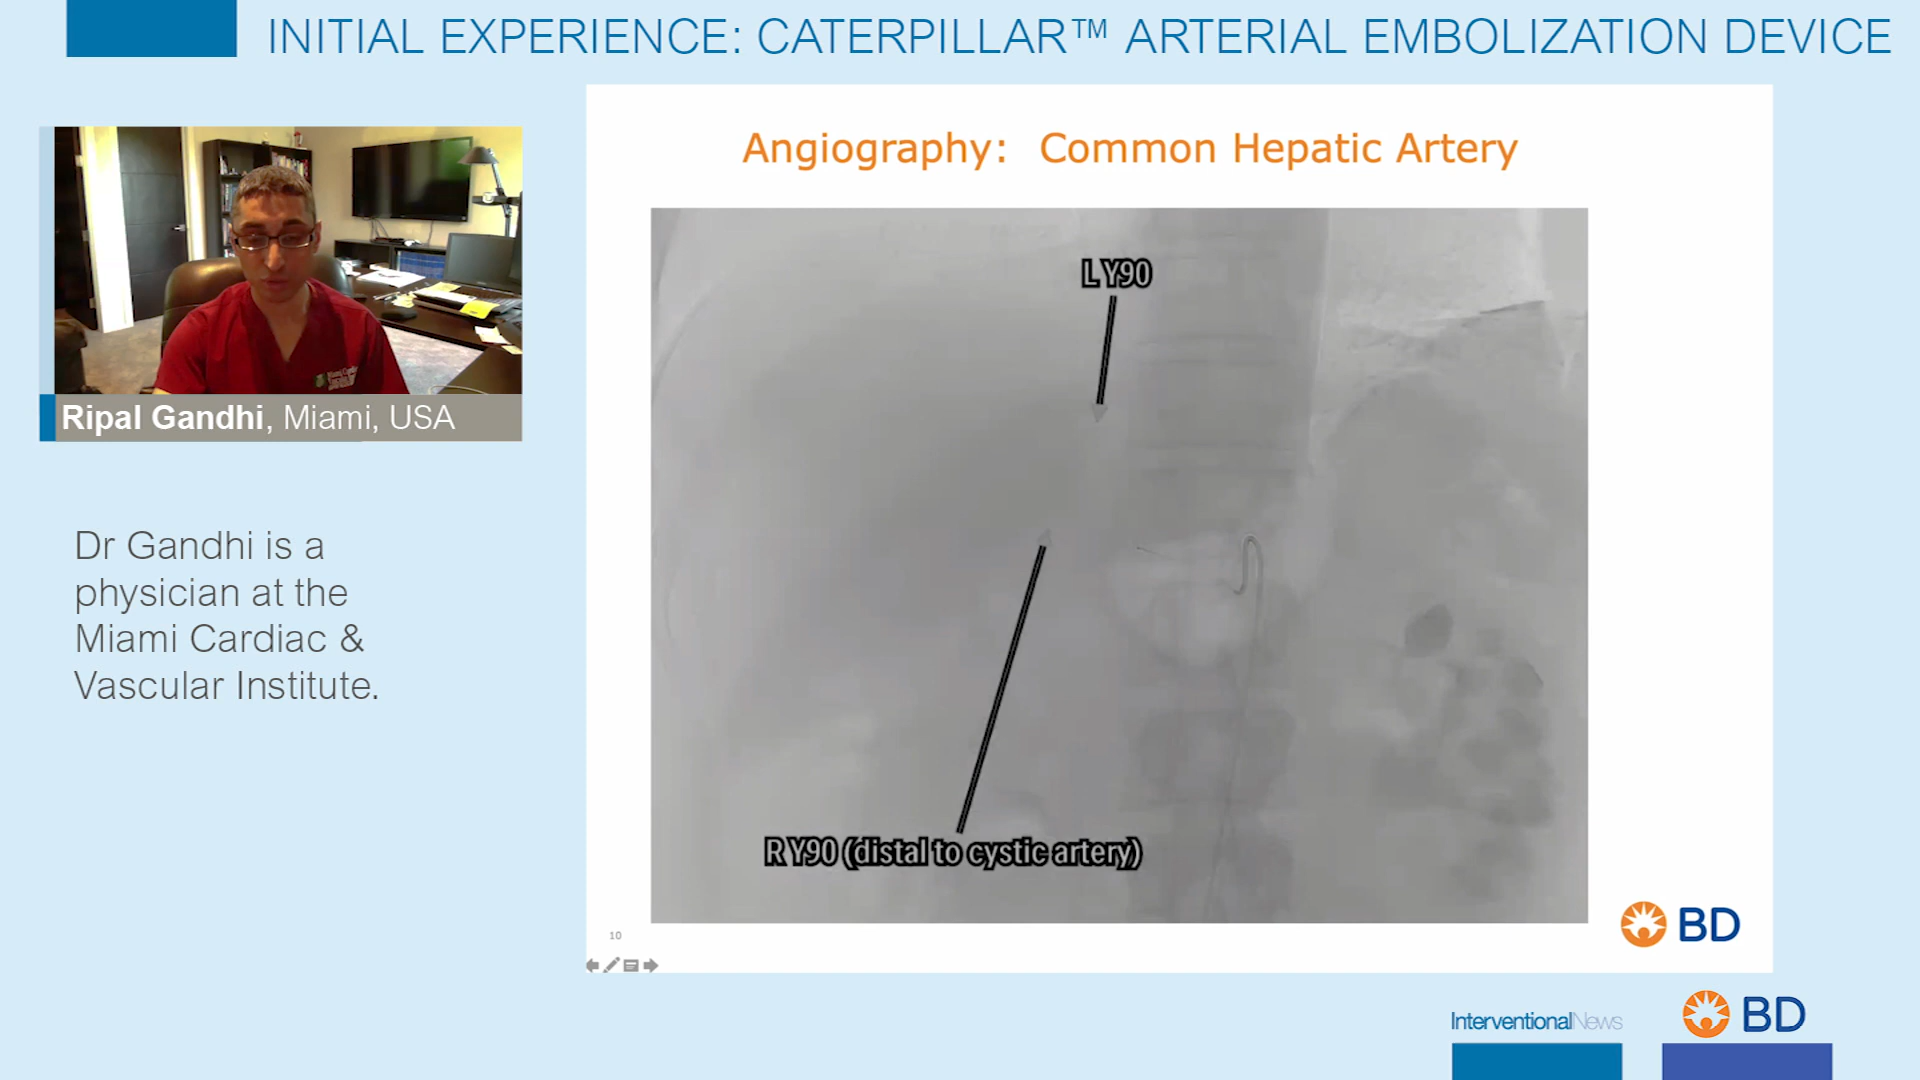 INITIAL EXPERIENCE: CATERPILLAR™ ARTERIAL EMBOLIZATION DEVICE
Ripal Gandhi, Miami, USA
Dr Gandhi is a
physician at the
Miami Cardiac &
Vascular Institute.
Angiography: Common Hepatic Artery
L Y90
R Y90 (distal to cystic artery)
10
BD
InterventionalNews
BD